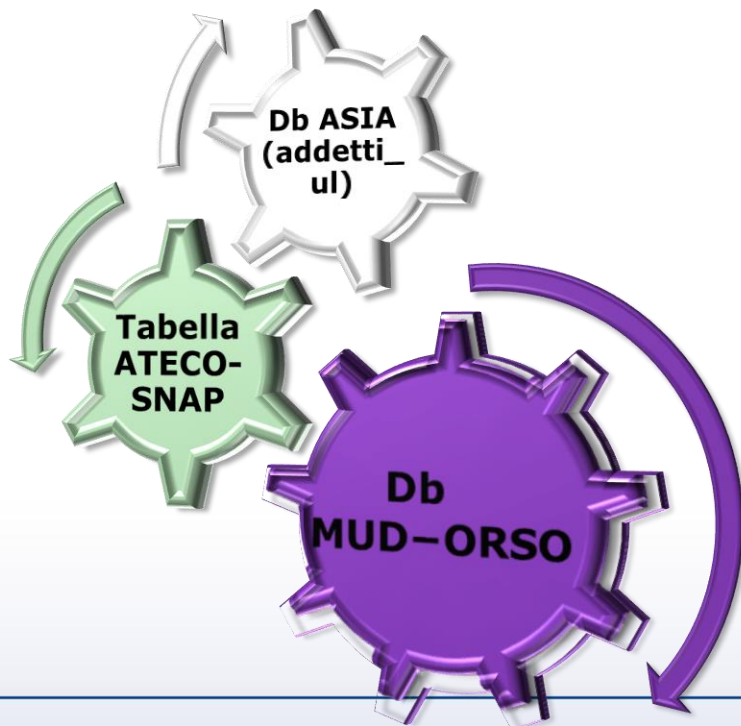 Db ASIA
(addetti_
ul)
Tabella
ATECO-
SNAP
Db
MUD–ORSO